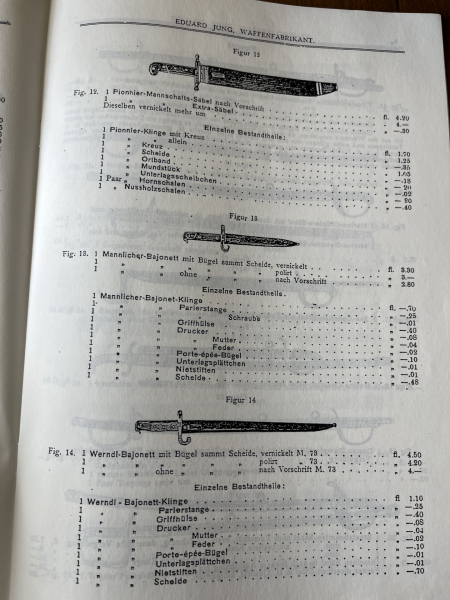 EDUARD JUNG, WAFFENFABRIKANT.
Figur 12
Fig. 12. 1 Pionnier-Mannschafts-Säbel nach Vorschrift fl. 4.20
1 " Extra-Säbel 4.—
Dieselben vernickelt mehr um —.30
Einzelne Bestandtheile:
1 Pionnier-Klinge mit Kreuz fl. 1.70
1 " " allein 1.25
1 " Kreuz —.35
1 " Scheide 1.05
1 " Ortband —.15
1 " Mundstück —20
1 " Unterlagsscheibchen —.02
1 Paar " Hornschalen —20
1 " " Nussholzschalen —.40
Figur 13
Fig. 13. 1 Mannlicher-Bajonett mit Bügel sammt Scheide, vernickelt fl. 3.30
1 " " " " " " polirt 3.—
1 " " ohne " " " nach Vorschrift " 2.80
Einzelne Bestandtheile.
1 Mannlicher-Bajonet-Klinge fl. —.70
1 " " Parierstange —.25
1 " " " Schraube —.01
1 " " Griffhülse —.40
1 " " Drucker —.08
1 " " " Mutter —.04
1 " " " Feder —.02
1 " " Porte-épée-Bügel —.10
1 " " Unterlagsplättchen —.01
1 " " Nietstiften —.01
1 " " Scheide —.48
Figur 14
Fig. 14. 1 Werndl-Bajonett mit Bügel sammt Scheide, vernickelt M. 73 fl. 4.50
1 " " " " " " polirt " 73 4.20
1 " " ohne " " " nach Vorschrift M. 73 " 4.—
Einzelne Bestandtheile:
1 Werndl-Bajonett-Klinge fl 1.10
1 " " Parierstange —.25
1 " " Griffhülse —.40
1 " " Drucker —.08
1 " " " Mutter —.04
1 " " " Feder —.02
1 " " Porte-épée-Bügel —.10
1 " " Unterlagsplättchen —.01
1 " " Nietstiften —.01
1 " " Scheide —.70